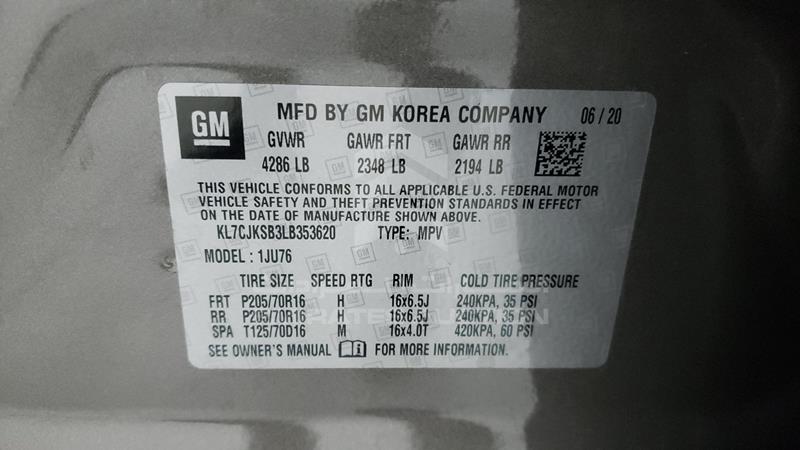 GM MFD BY GM KOREA COMPANY 06 / 20
GVWR GAWR FRT GAWR RR
4286 LB 2348 LB 2194 LB
THIS VEHICLE CONFORMS TO ALL APPLICABLE U.S. FEDERAL MOTOR
VEHICLE SAFETY AND THEFT PREVENTION STANDARDS IN EFFECT
ON THE DATE OF MANUFACTURE SHOWN ABOVE.
KL7CJKSB3LB353620 TYPE: MPV
MODEL : 1JU76
TIRE SIZE SPEED RTG RIM COLD TIRE PRESSURE
FRT P205/70R16 H 16x6.5J 240KPA, 35 PSI
RR P205/70R16 H 16x6.5J 240KPA, 35 PSI
SPA T125/70D16 M 16x4.0T 420KPA, 60 PSI
SEE OWNER'S MANUAL FOR MORE INFORMATION.